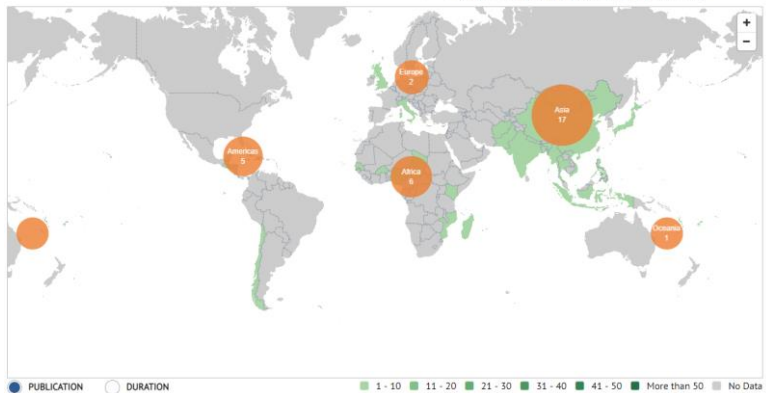 +
−
Europe
2
Asia
17
Americas
5
Africa
6
Oceania
1
PUBLICATION DURATION 1 - 10 11 - 20 21 - 30 31 - 40 41 - 50 More than 50 No Data